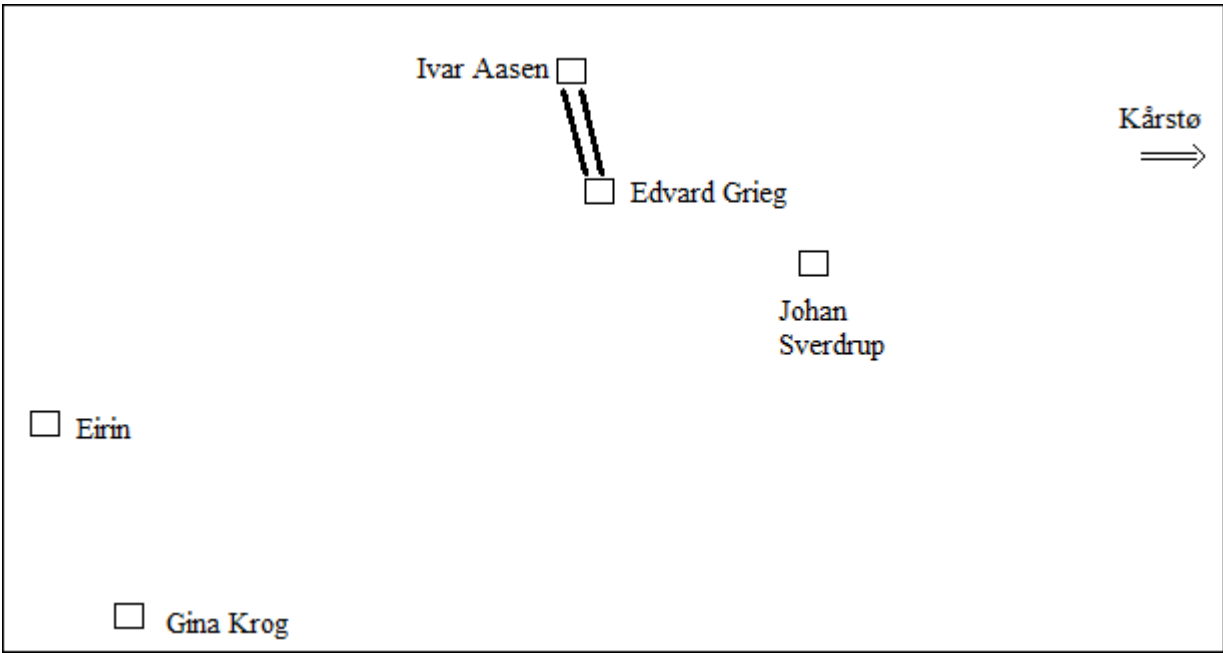 Ivar Aasen
Kårstø
Edvard Grieg
Johan
Sverdrup
Eirin
Gina Krog